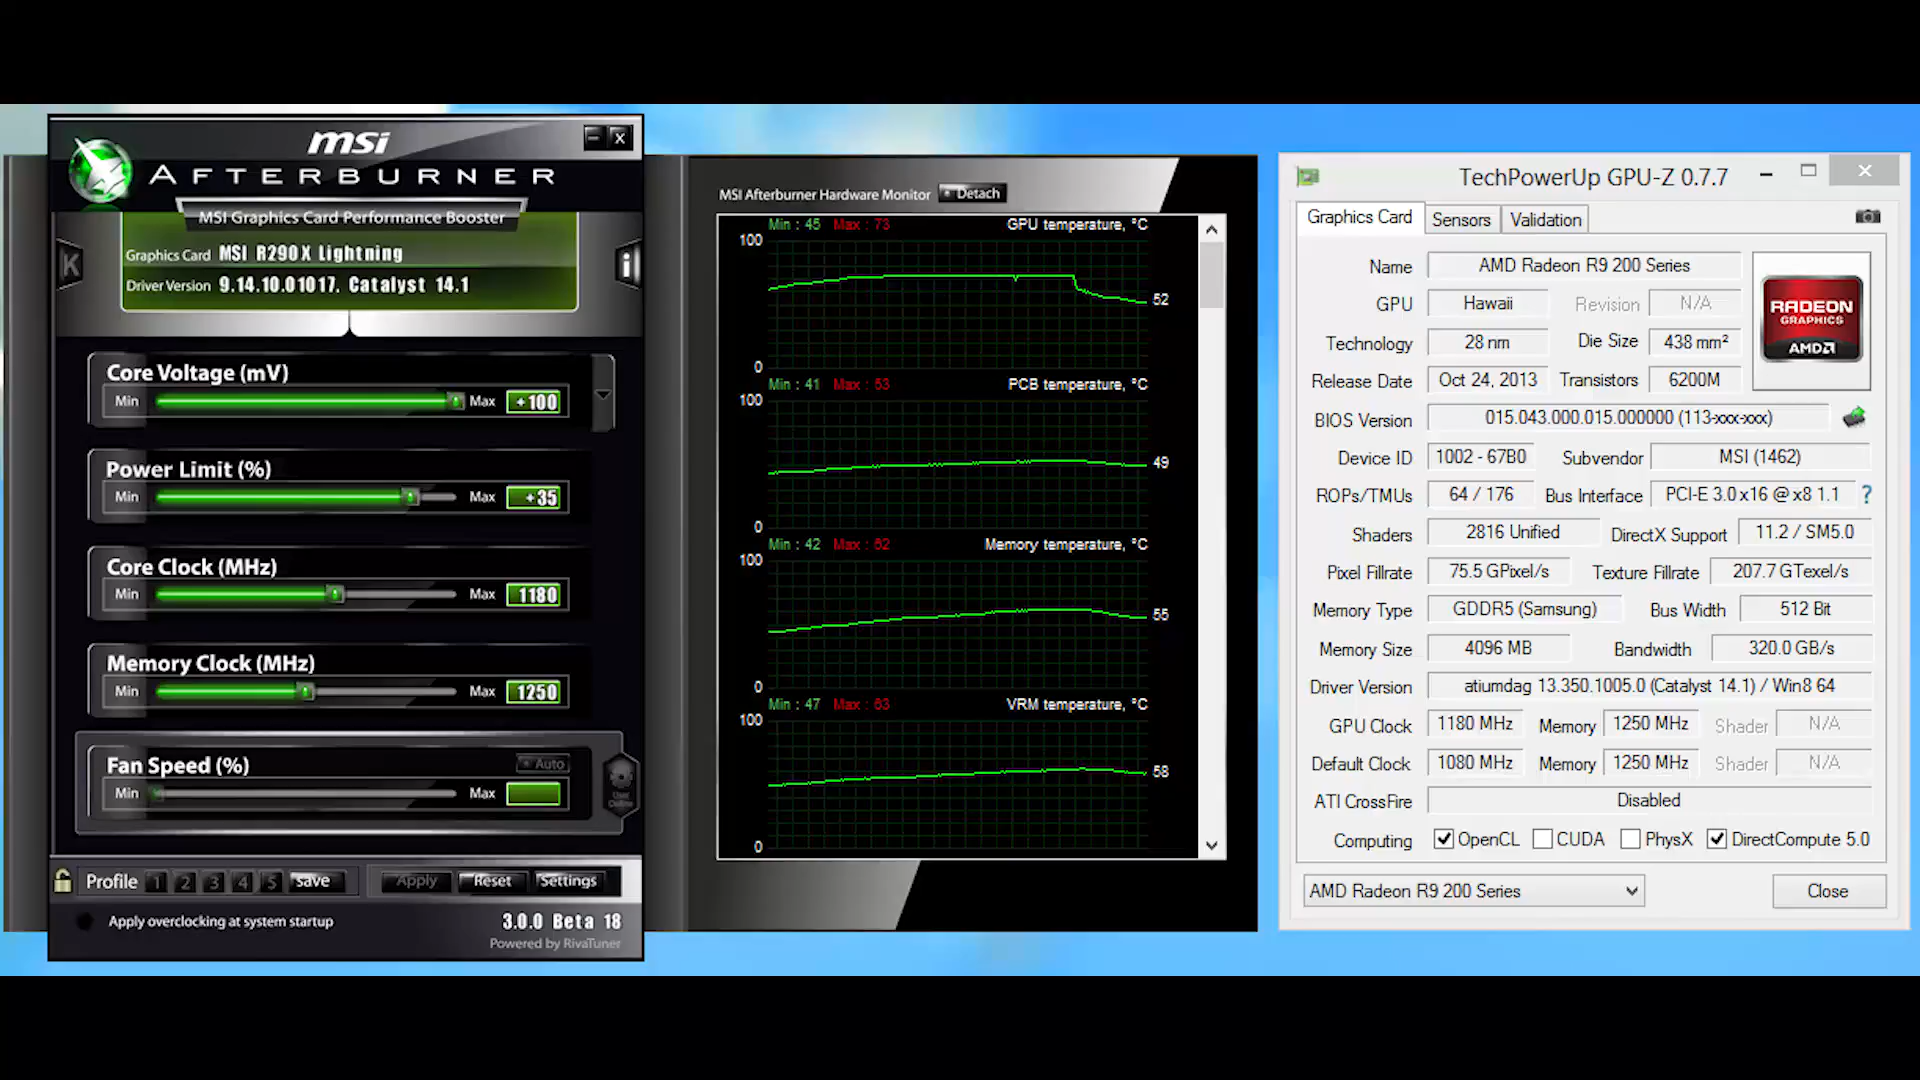 msi
AFTERBURNER
MSI Graphics Card Performance Booster
K
Graphics Card MSI R290X Lightning
i
Driver Version 9.14.10.01017, Catalyst 14.1
Core Voltage (mV)
Min Max +100
Power Limit (%)
Min Max +35
Core Clock (MHz)
Min Max 1180
Memory Clock (MHz)
Min Max 1250
Fan Speed (%) Auto
Min Max
User Define
Profile 1 2 3 4 5 save Apply Reset Settings
Apply overclocking at system startup 3.0.0 Beta 18
Powered by RivaTuner
MSI Afterburner Hardware Monitor Detach
Min : 45 Max : 73 GPU temperature, °C
100
52
0
Min : 41 Max : 53 PCB temperature, °C
100
49
0
Min : 42 Max : 62 Memory temperature, °C
100
55
0
Min : 47 Max : 63 VRM temperature, °C
100
58
0
TechPowerUp GPU-Z 0.7.7
Graphics Card Sensors Validation
Name AMD Radeon R9 200 Series
GPU Hawaii Revision N/A
Technology 28 nm Die Size 438 mm²
Release Date Oct 24, 2013 Transistors 6200M
BIOS Version 015.043.000.015.000000 (113-xxx-xxx)
Device ID 1002 - 67B0 Subvendor MSI (1462)
ROPs/TMUs 64 / 176 Bus Interface PCI-E 3.0 x16 @ x8 1.1 ?
Shaders 2816 Unified DirectX Support 11.2 / SM5.0
Pixel Fillrate 75.5 GPixel/s Texture Fillrate 207.7 GTexel/s
Memory Type GDDR5 (Samsung) Bus Width 512 Bit
Memory Size 4096 MB Bandwidth 320.0 GB/s
Driver Version atiumdag 13.350.1005.0 (Catalyst 14.1) / Win8 64
GPU Clock 1180 MHz Memory 1250 MHz Shader N/A
Default Clock 1080 MHz Memory 1250 MHz Shader N/A
ATI CrossFire Disabled
Computing OpenCL CUDA PhysX DirectCompute 5.0
AMD Radeon R9 200 Series Close
RADEON
GRAPHICS
AMD